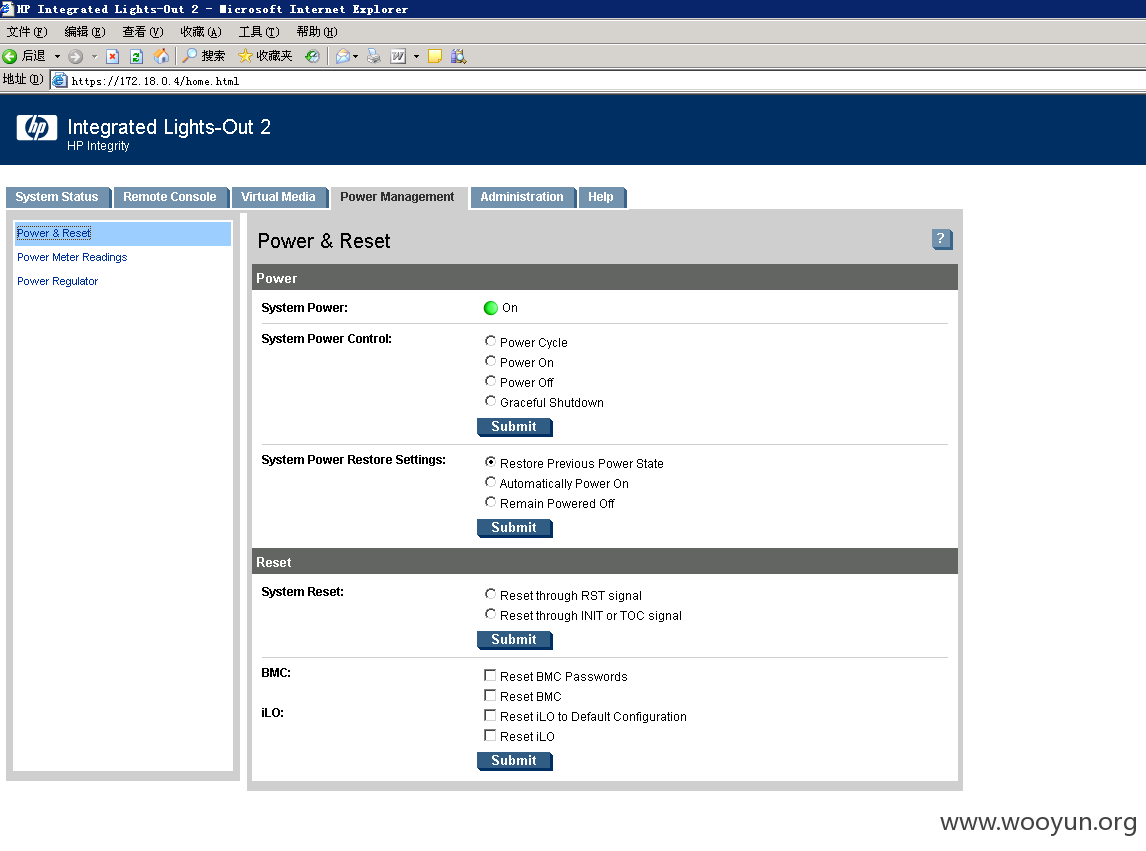 HP Integrated Lights-Out 2 - Microsoft Internet Explorer
文件(F) 编辑(E) 查看(V) 收藏(A) 工具(T) 帮助(H)
后退 搜索 收藏夹
地址(D) https://172.18.0.4/home.html
hp Integrated Lights-Out 2
HP Integrity
System Status Remote Console Virtual Media Power Management Administration Help
Power & Reset
Power Meter Readings
Power Regulator
Power & Reset ?
Power
System Power: On
System Power Control: Power Cycle
Power On
Power Off
Graceful Shutdown
Submit
System Power Restore Settings: Restore Previous Power State
Automatically Power On
Remain Powered Off
Submit
Reset
System Reset: Reset through RST signal
Reset through INIT or TOC signal
Submit
BMC: Reset BMC Passwords
Reset BMC
iLO: Reset iLO to Default Configuration
Reset iLO
Submit
www.wooyun.org